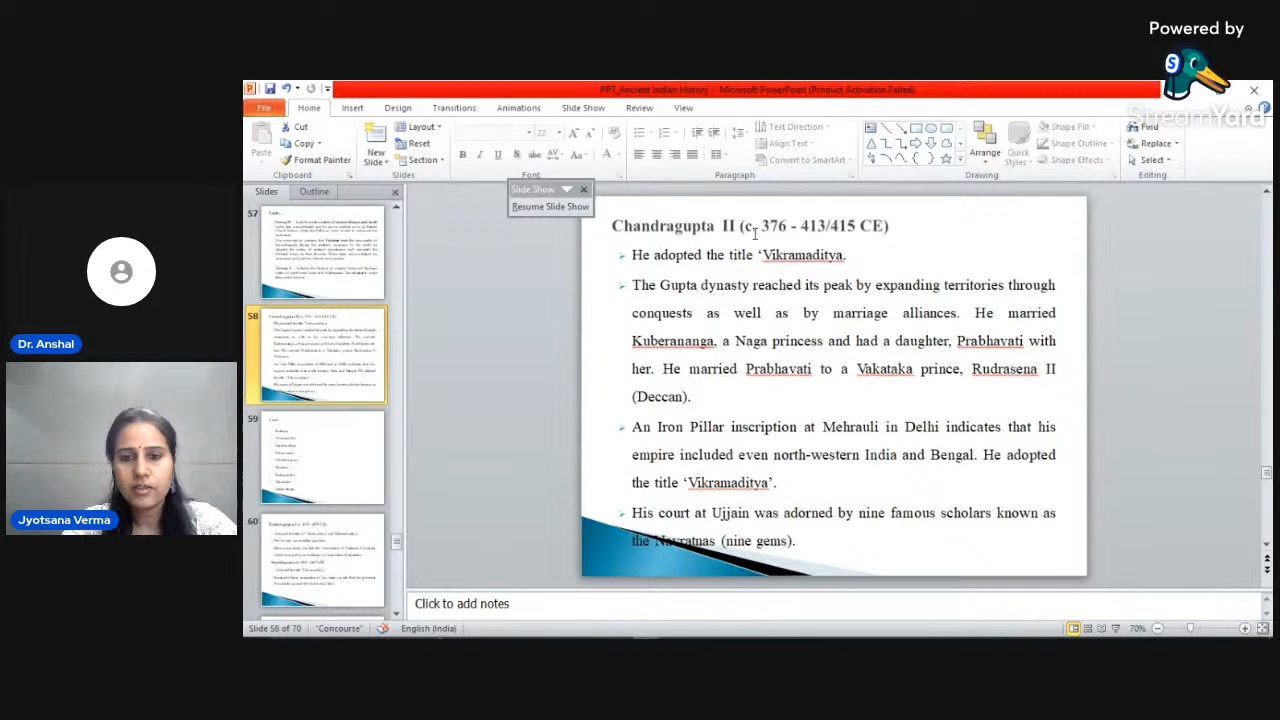 Powered by
StreamYard
PPT_Ancient Indian History - Microsoft PowerPoint (Product Activation Failed)
File Home Insert Design Transitions Animations Slide Show Review View
Cut
Copy
Format Painter
Paste
Clipboard
New
Slide
Layout
Reset
Section
Slides
22
Font
Text Direction
Align Text
Convert to SmartArt
Paragraph
Arrange
Quick
Styles
Shape Fill
Shape Outline
Shape Effects
Drawing
Find
Replace
Select
Editing
Slides Outline
Slide Show
Resume Slide Show
57
58
59
60
Chandragupta - 413/415 CE)
He adopted the
The Gupta dynasty reached its peak by expanding territories through
conquests as well as by marriage alliances. He married
Kuberanaga, a Naga princess and had a daughter, Prabhavati with
her. He married Prabhavati to a Vakataka prince, Rudrasena II
(Deccan).
An Iron Pillar inscription at Mehrauli in Delhi indicates that his
empire included even north-western India and Bengal. He adopted
the title ‘Vikramaditya’.
His court at Ujjain was adorned by nine famous scholars known as
the Navratnas
Click to add notes
Slide 58 of 70 "Concourse" English (India) 70%
Dr. Anshal
Jyotsana Verma